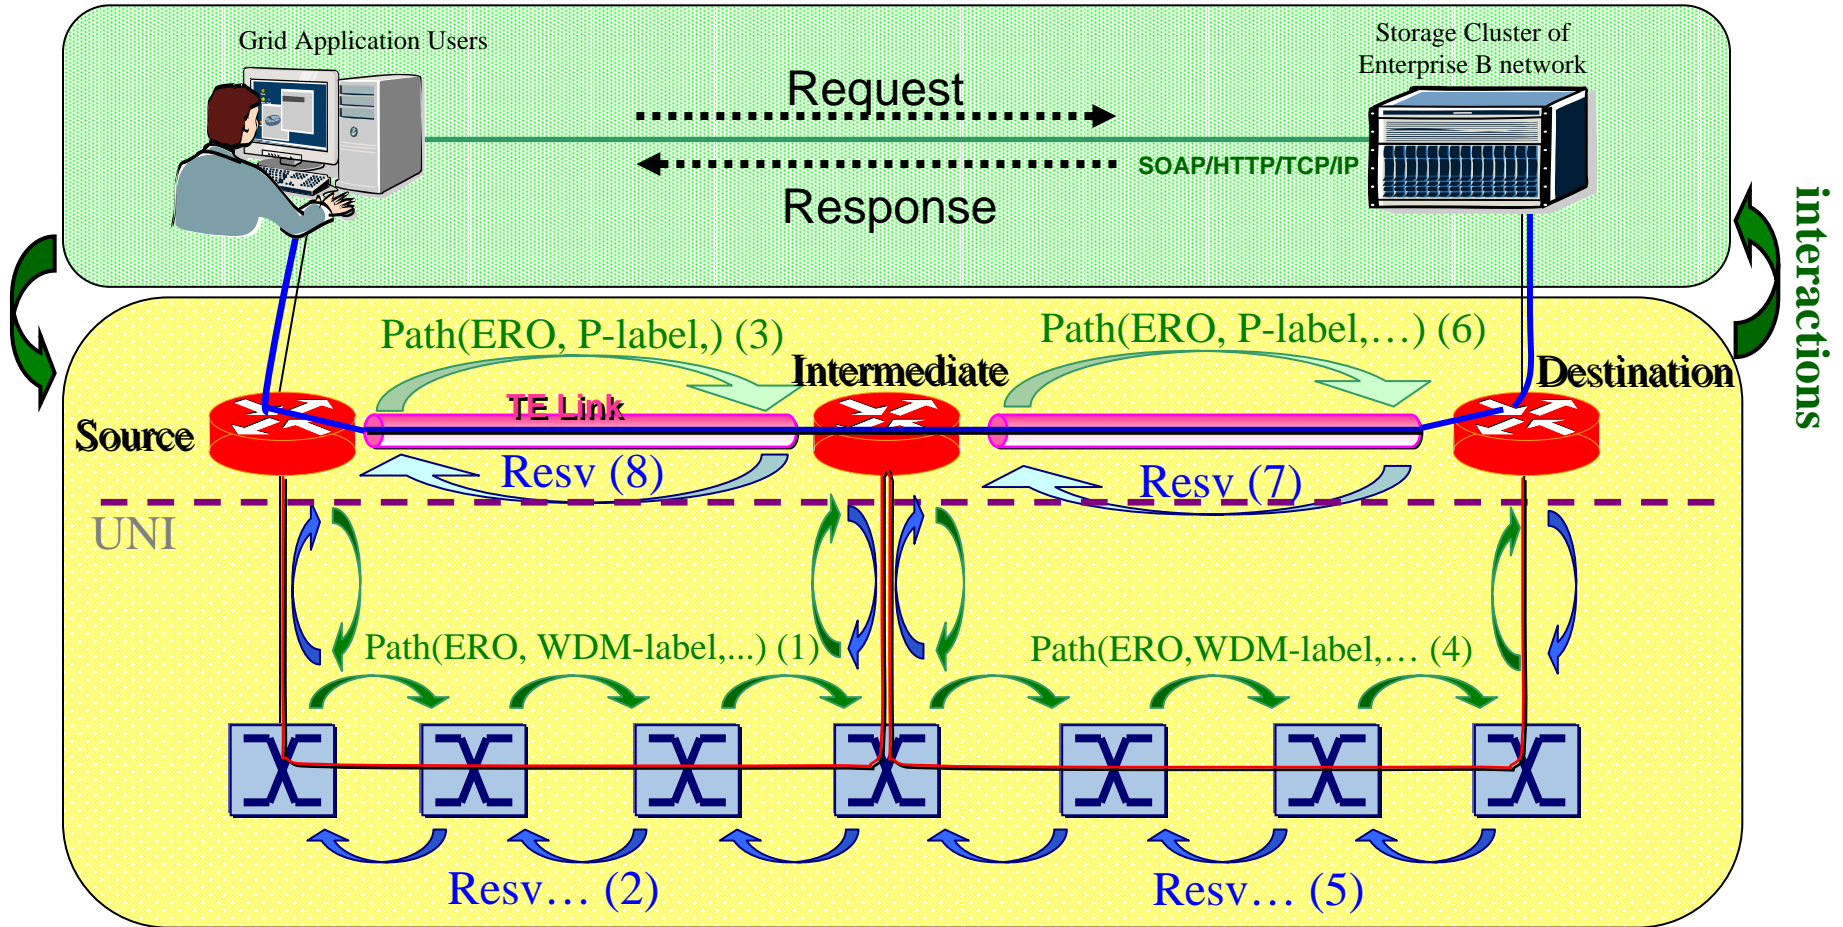 Grid Application Users
Storage Cluster of
Enterprise B network
Request
SOAP/HTTP/TCP/IP
Response
interactions
Path(ERO, P-label,) (3)
Path(ERO, P-label,…) (6)
Intermediate
Destination
TE Link
Source
Resv (8)
Resv (7)
UNI
Path(ERO, WDM-label,...) (1)
Path(ERO,WDM-label,… (4)
Resv… (2)
Resv… (5)